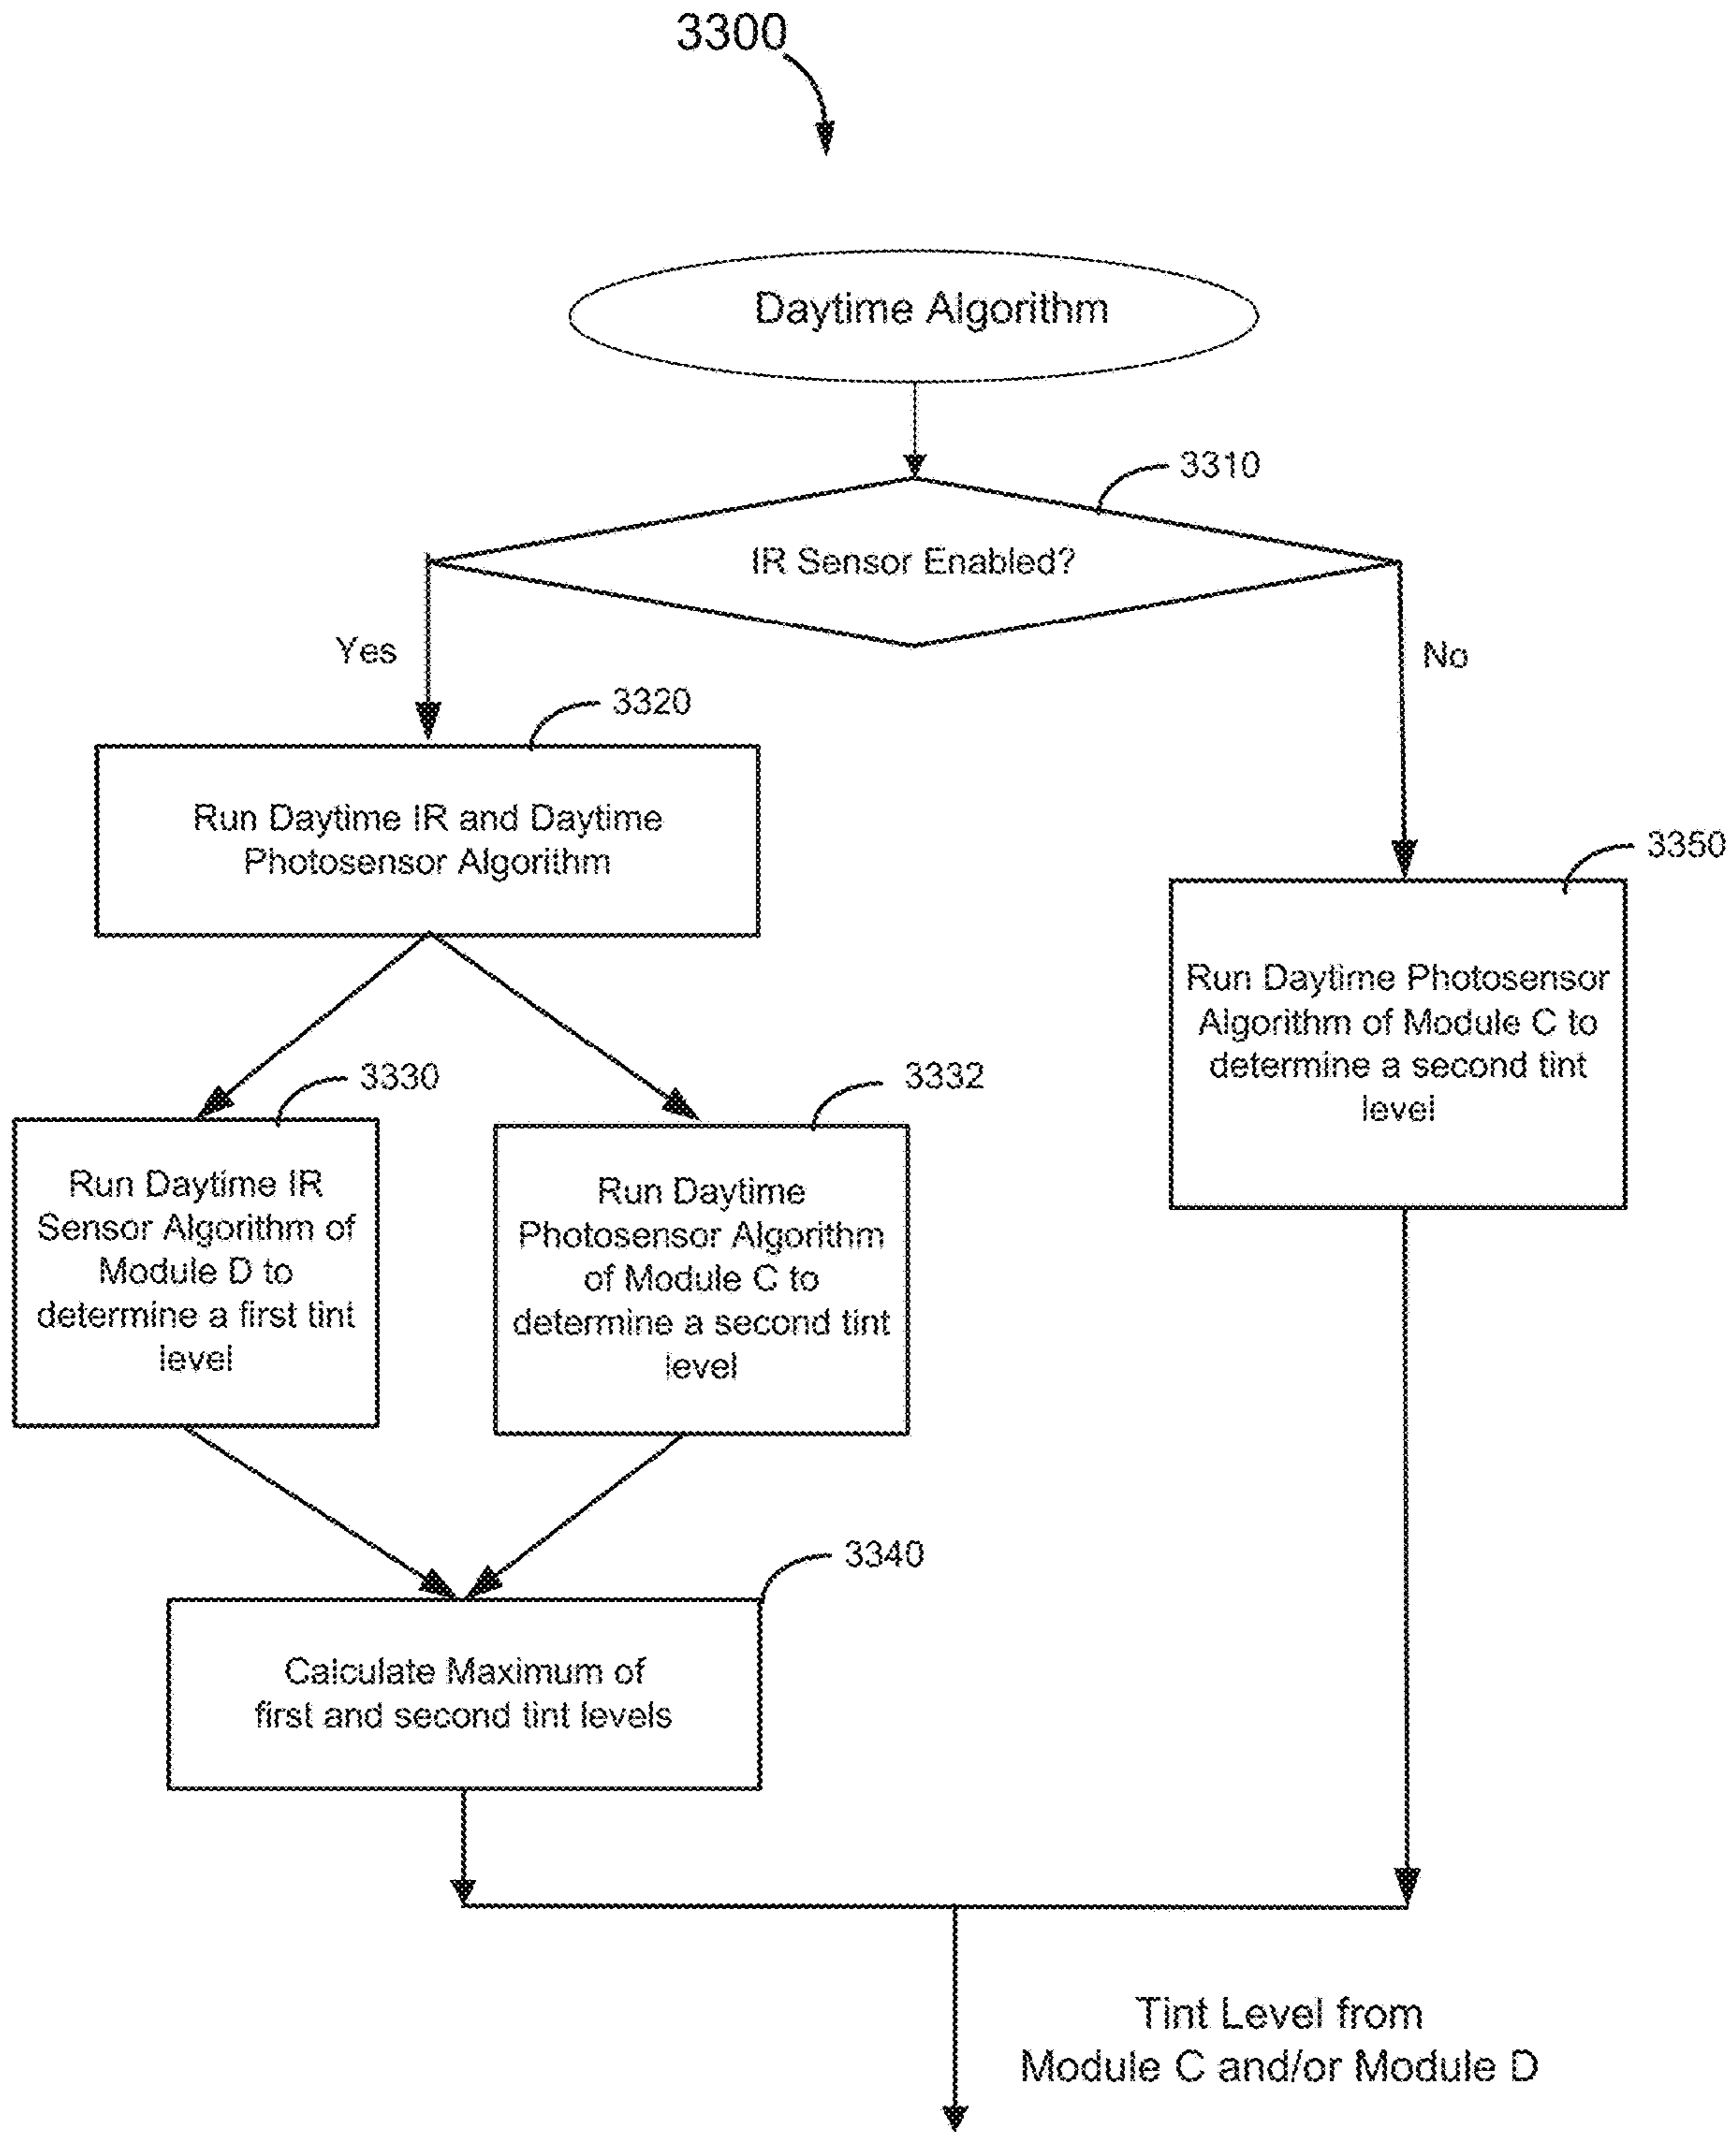 3300
Daytime Algorithm
3310
IR Sensor Enabled?
Yes
No
3320
Run Daytime IR and Daytime
Photosensor Algorithm
3350
Run Daytime Photosensor
Algorithm of Module C to
determine a second tint
level
3330
Run Daytime IR
Sensor Algorithm of
Module D to
determine a first tint
level
3332
Run Daytime
Photosensor Algorithm
of Module C to
determine a second tint
level
3340
Calculate Maximum of
first and second tint levels
Tint Level from
Module C and/or Module D